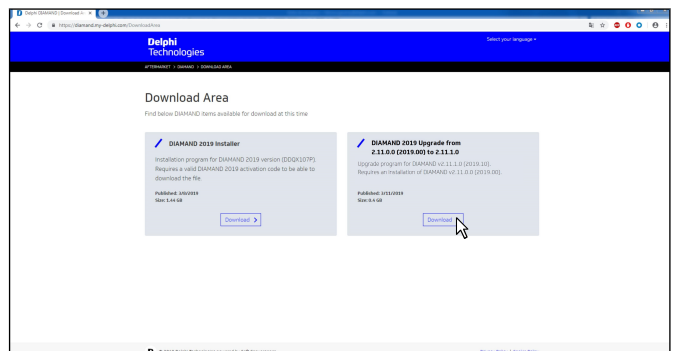 Delphi DIAMAND | Download Ar
https://diamand.my-delphi.com/DownloadArea
Delphi
Technologies
Select your language
AFTERMARKET > DIAMAND > DOWNLOAD AREA
Download Area
Find below DIAMAND items available for download at this time
DIAMAND 2019 Installer
Installation program for DIAMAND 2019 version (DDQX107P).
Requires a valid DIAMAND 2019 activation code to be able to
download the file.
Published: 3/8/2019
Size: 1.44 GB
Download >
DIAMAND 2019 Upgrade from
2.11.0.0 (2019.00) to 2.11.1.0
Upgrade program for DIAMAND v2.11.1.0 (2019.10).
Requires an installation of DIAMAND v2.11.0.0 (2019.00).
Published: 3/11/2019
Size: 0.4 GB
Download